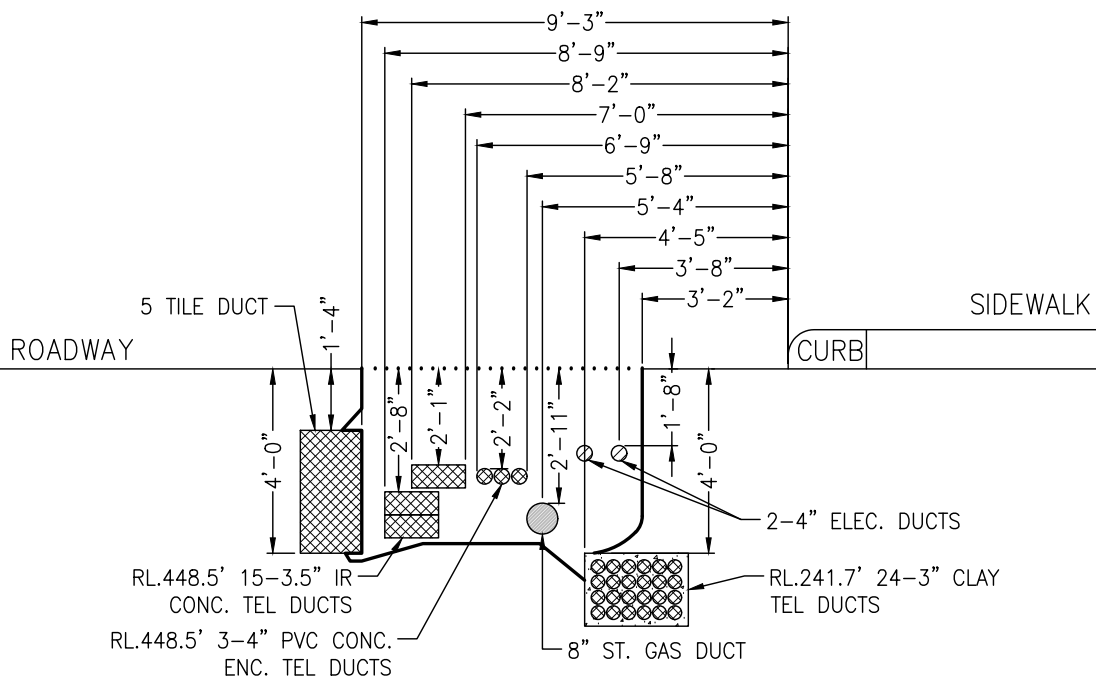 9'-3"
8'-9"
8'-2"
7'-0"
6'-9"
5'-8"
5'-4"
4'-5"
3'-8"
3'-2"
5 TILE DUCT
1'-4"
SIDEWALK
ROADWAY
CURB
4'-0"
2'-8"
2'-1"
2'-2"
2'-11"
1'-8"
4'-0"
2-4" ELEC. DUCTS
RL.448.5' 15-3.5" IR
CONC. TEL DUCTS
RL.241.7' 24-3" CLAY
TEL DUCTS
RL.448.5' 3-4" PVC CONC.
ENC. TEL DUCTS
8" ST. GAS DUCT